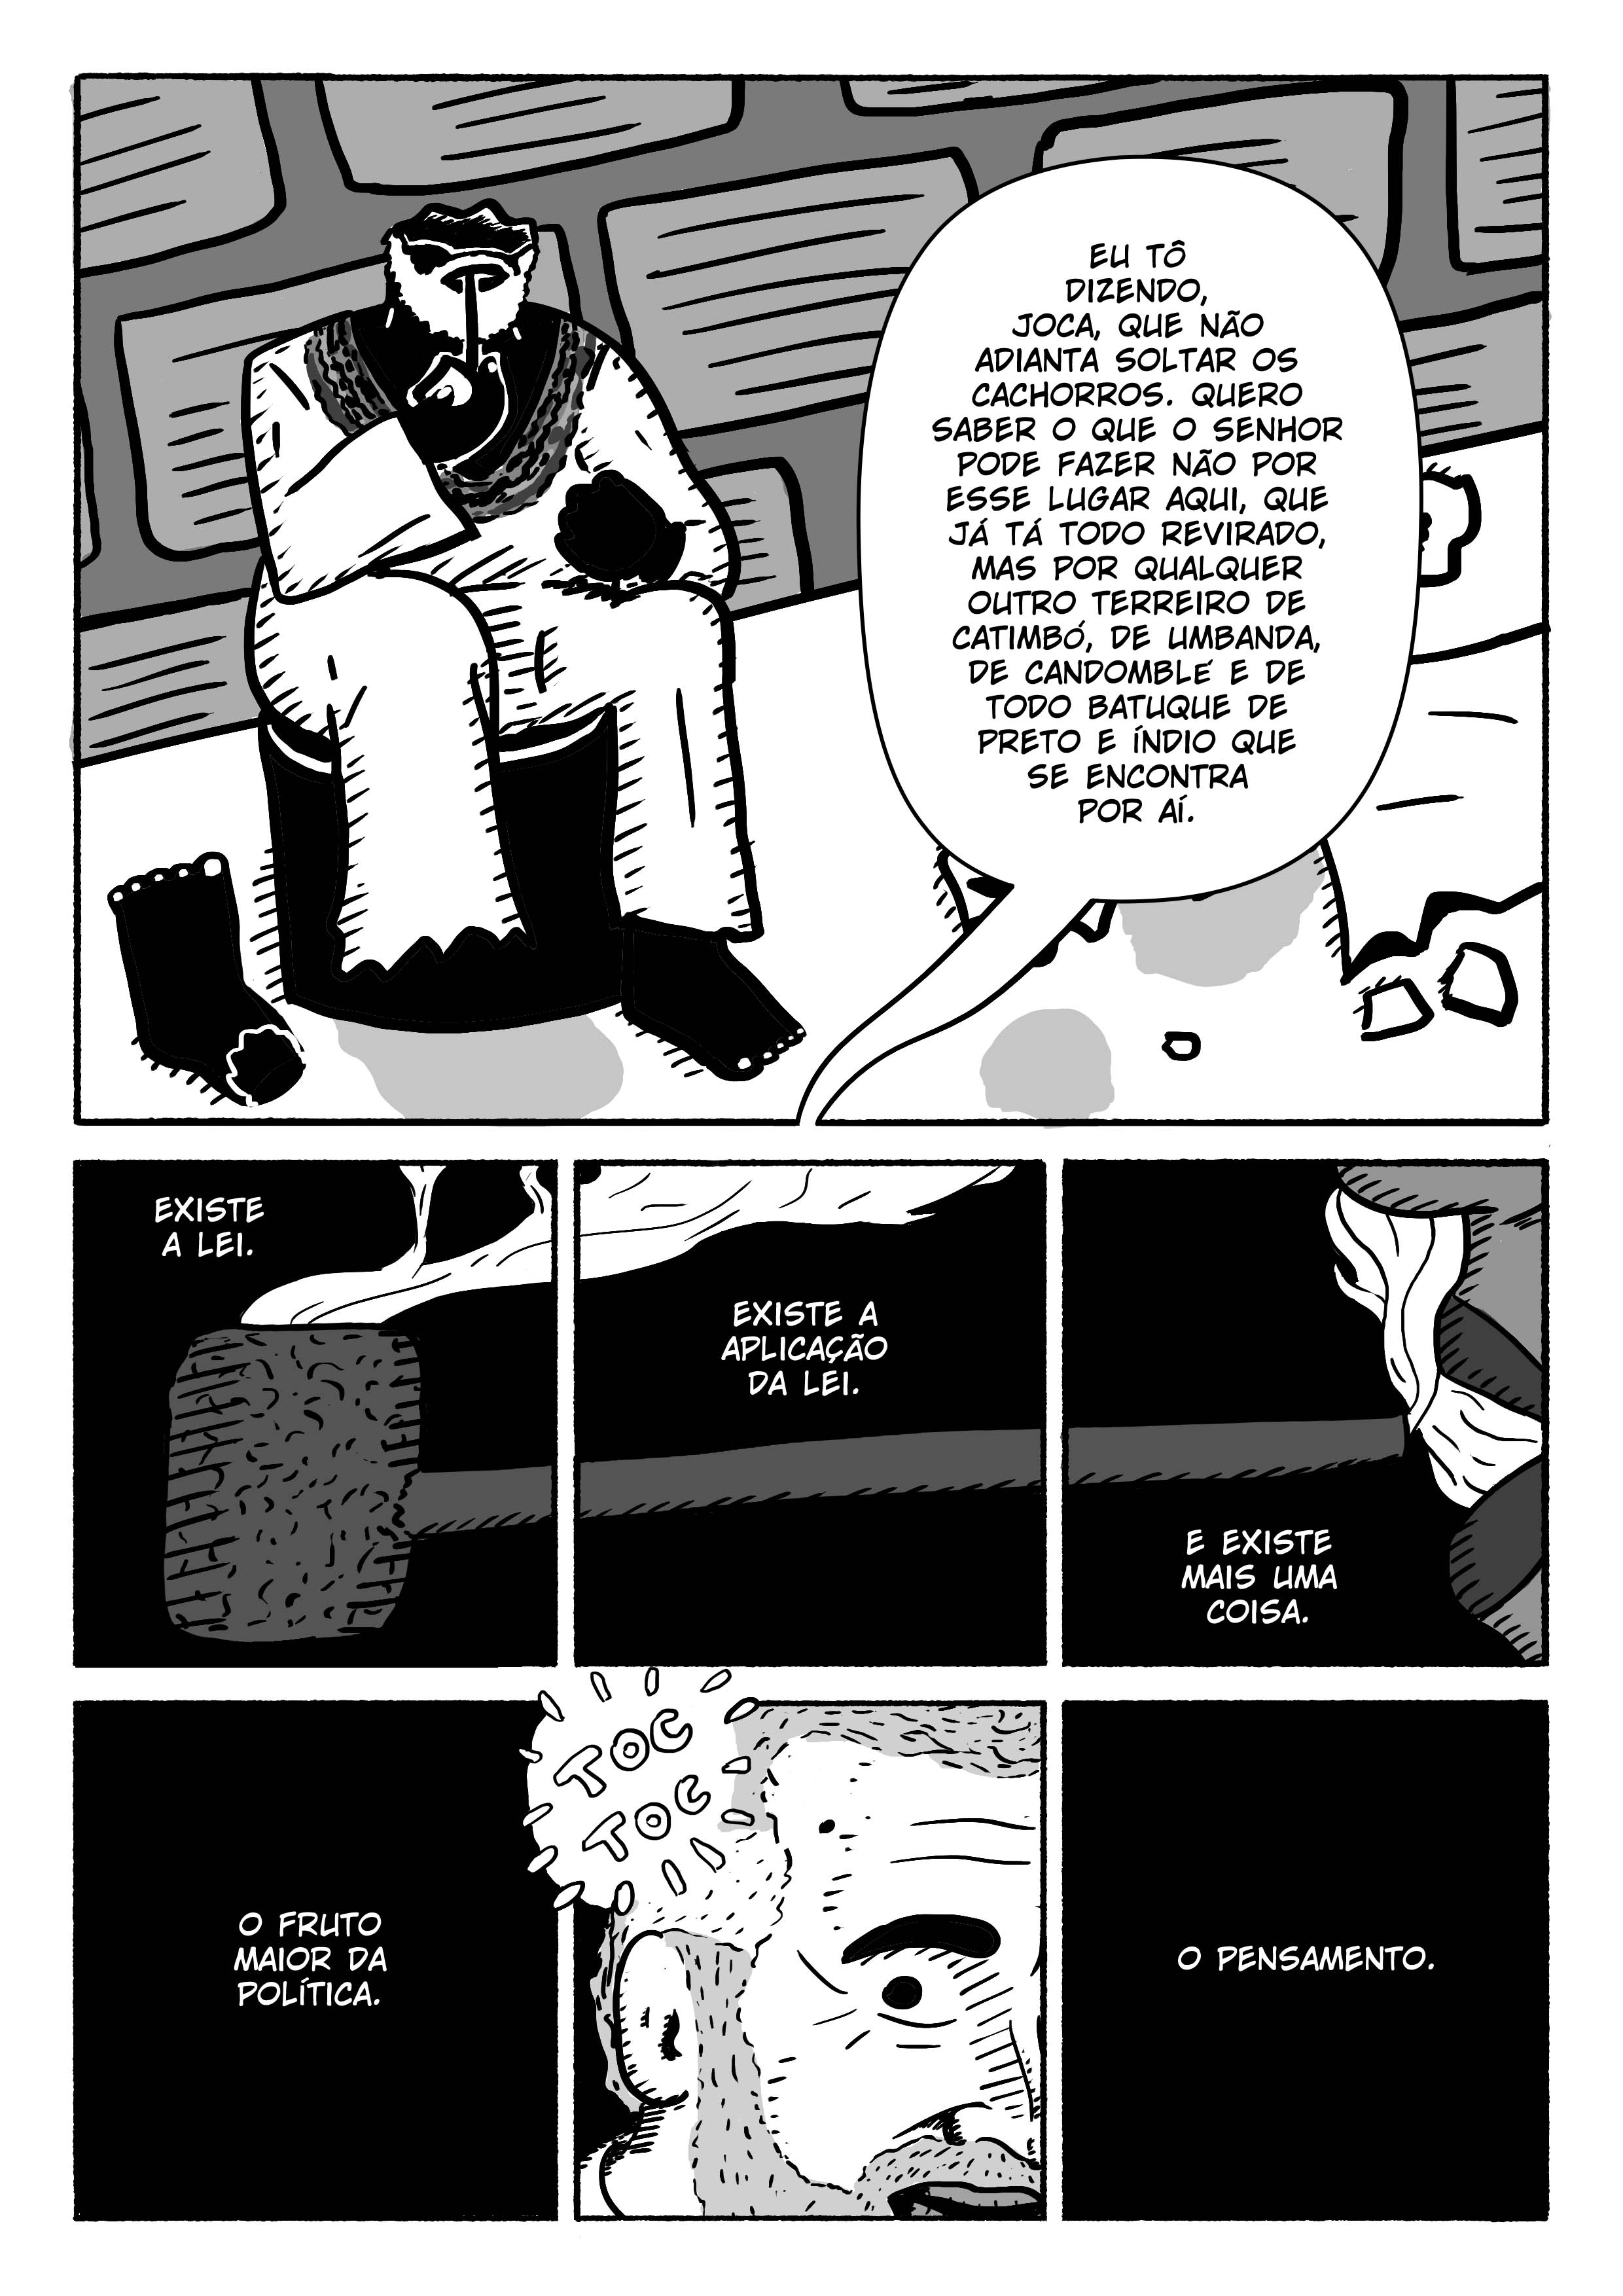 EU TÔ
DIZENDO,
JOCA, QUE NÃO
ADIANTA SOLTAR OS
CACHORROS. QUERO
SABER O QUE O SENHOR
PODE FAZER NÃO POR
ESSE LUGAR AQUI, QUE
JÁ TÁ TODO REVIRADO,
MAS POR QUALQUER
OUTRO TERREIRO DE
CATIMBÓ, DE UMBANDA,
DE CANDOMBLÉ E DE
TODO BATUQUE DE
PRETO E ÍNDIO QUE
SE ENCONTRA
POR AÍ.
EXISTE
A LEI.
EXISTE A
APLICAÇÃO
DA LEI.
E EXISTE
MAIS UMA
COISA.
O FRUTO
MAIOR DA
POLÍTICA.
TOC
TOC
O PENSAMENTO.